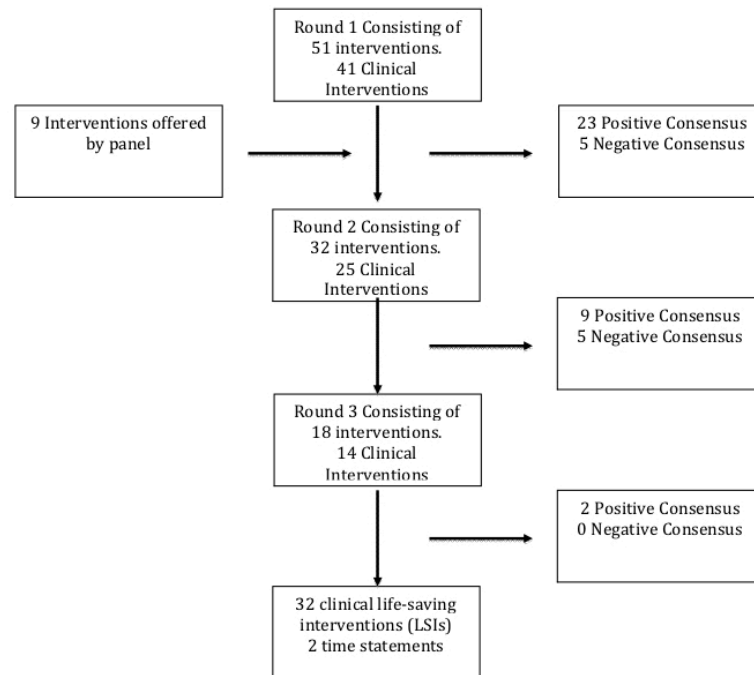 Round 1 Consisting of
51 interventions.
41 Clinical
Interventions
9 Interventions offered
by panel
23 Positive Consensus
5 Negative Consensus
Round 2 Consisting of
32 interventions.
25 Clinical
Interventions
9 Positive Consensus
5 Negative Consensus
Round 3 Consisting of
18 interventions.
14 Clinical
Interventions
2 Positive Consensus
0 Negative Consensus
32 clinical life-saving
interventions (LSIs)
2 time statements